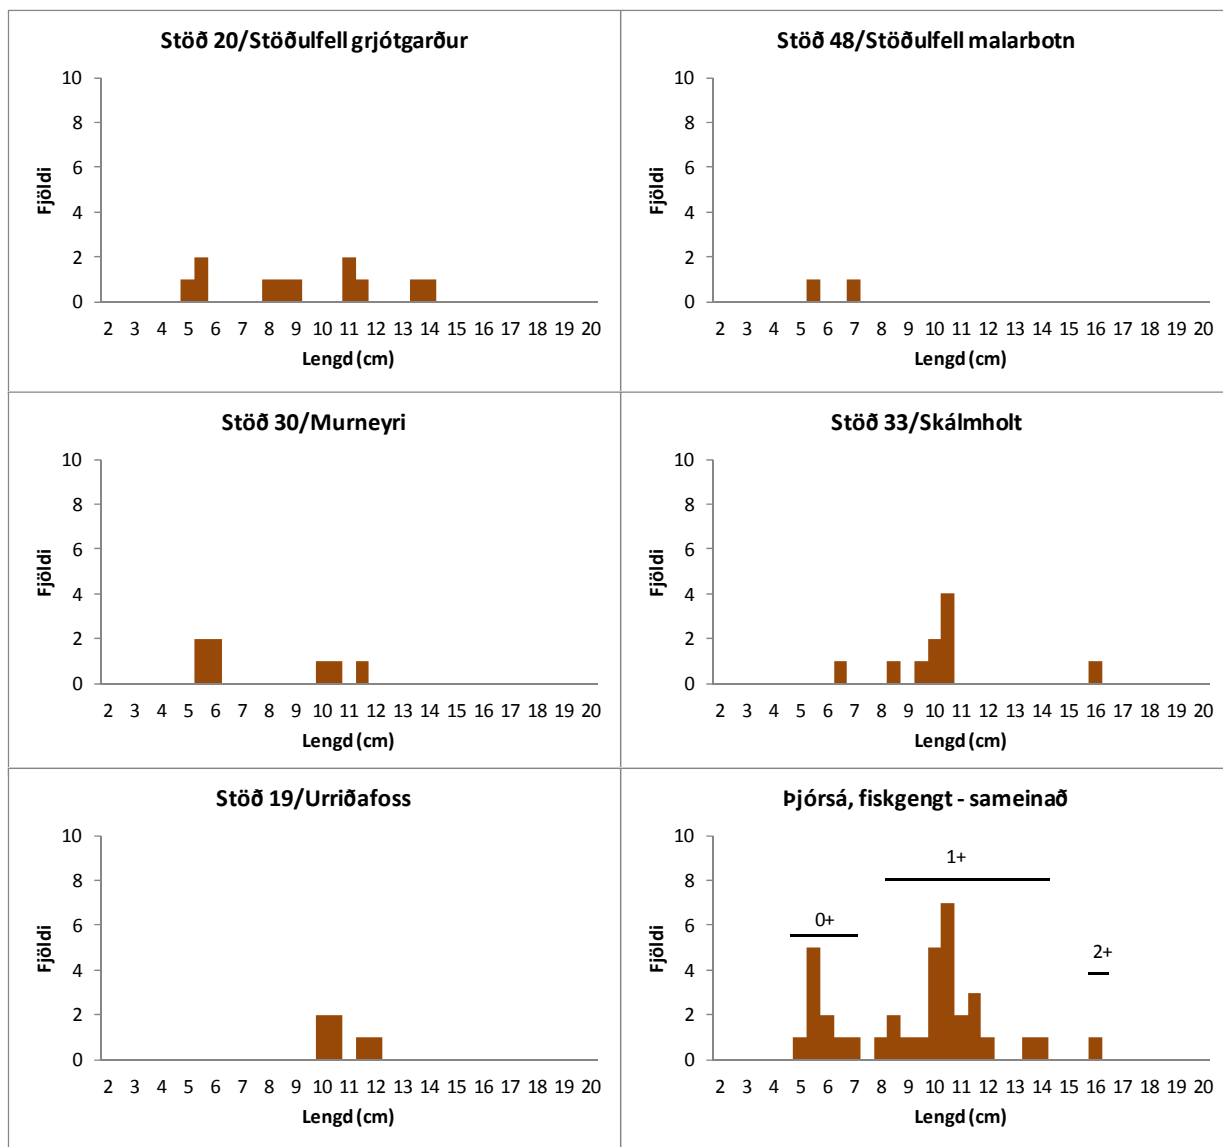 Stöð 20/Stöðulfell grjótgarður
10
8
6
4
2
0
Fjöldi
2 3 4 5 6 7 8 9 10 11 12 13 14 15 16 17 18 19 20
Lengd (cm)
Stöð 48/Stöðulfell malarbotn
10
8
6
4
2
0
Fjöldi
2 3 4 5 6 7 8 9 10 11 12 13 14 15 16 17 18 19 20
Lengd (cm)
Stöð 30/Murneyri
10
8
6
4
2
0
Fjöldi
2 3 4 5 6 7 8 9 10 11 12 13 14 15 16 17 18 19 20
Lengd (cm)
Stöð 33/Skálmholt
10
8
6
4
2
0
Fjöldi
2 3 4 5 6 7 8 9 10 11 12 13 14 15 16 17 18 19 20
Lengd (cm)
Stöð 19/Urriðafoss
10
8
6
4
2
0
Fjöldi
2 3 4 5 6 7 8 9 10 11 12 13 14 15 16 17 18 19 20
Lengd (cm)
Þjórsá, fiskgengt - sameinað
10
8
6
4
2
0
Fjöldi
0+
1+
2+
2 3 4 5 6 7 8 9 10 11 12 13 14 15 16 17 18 19 20
Lengd (cm)